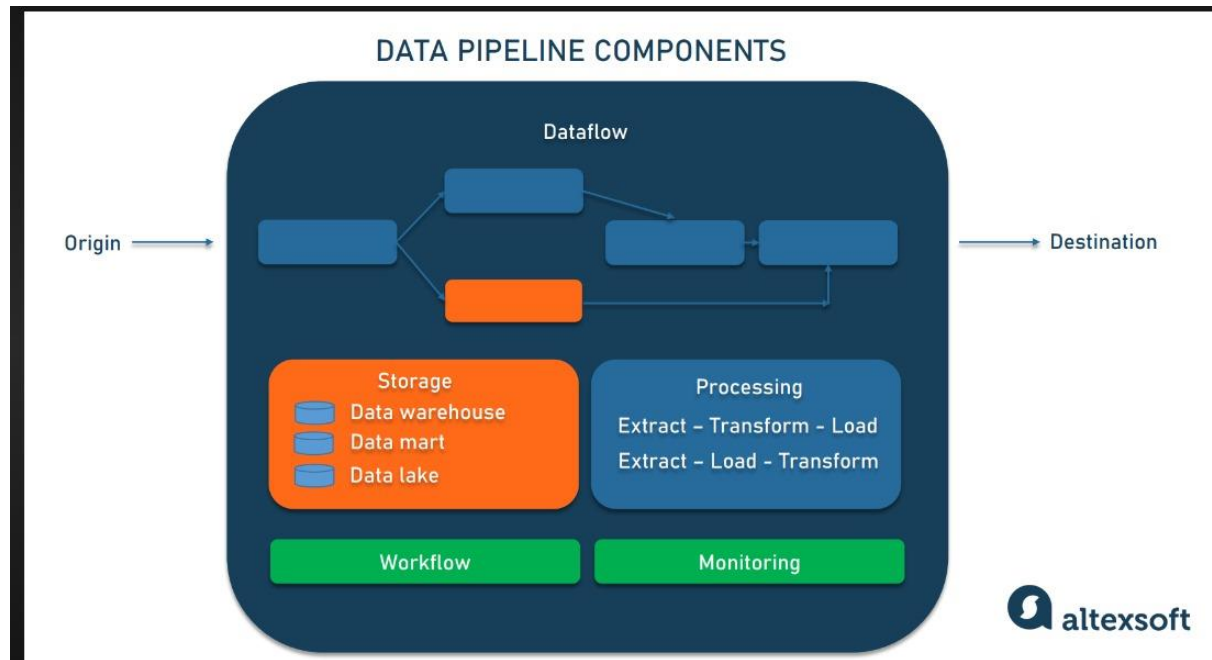 DATA PIPELINE COMPONENTS
Dataflow
Origin
Destination
Storage
Data warehouse
Data mart
Data lake
Processing
Extract – Transform - Load
Extract – Load - Transform
Workflow
Monitoring
altexsoft